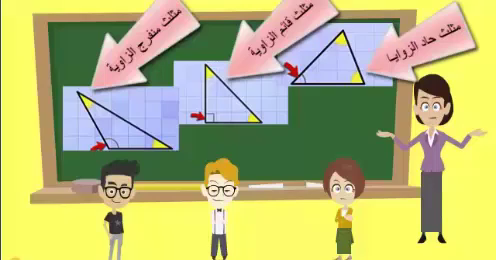 مثلث حاد الزوايا
مثلث قائم الزاوية
مثلث منفرج الزاوية